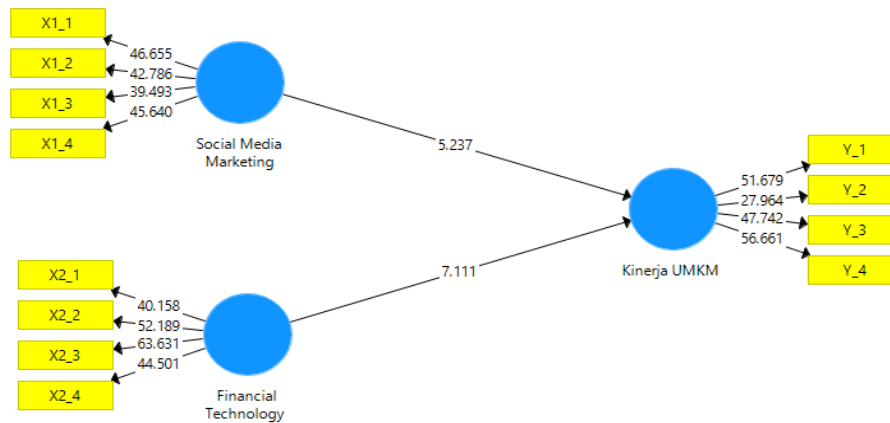 X1_1
X1_2
X1_3
X1_4
46.655
42.786
39.493
45.640
Social Media
Marketing
5.237
X2_1
X2_2
X2_3
X2_4
40.158
52.189
63.631
44.501
Financial
Technology
7.111
Kinerja UMKM
51.679
27.964
47.742
56.661
Y_1
Y_2
Y_3
Y_4